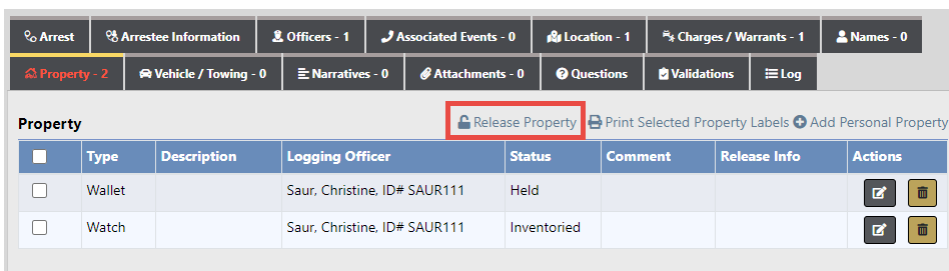 Arrest Arrestee Information Officers - 1 Associated Events - 0 Location - 1 Charges / Warrants - 1 Names - 0
Property - 2 Vehicle / Towing - 0 Narratives - 0 Attachments - 0 Questions Validations Log
Property Release Property Print Selected Property Labels Add Personal Property
Type Description Logging Officer Status Comment Release Info Actions
Wallet Saur, Christine, ID# SAUR111 Held
Watch Saur, Christine, ID# SAUR111 Inventoried